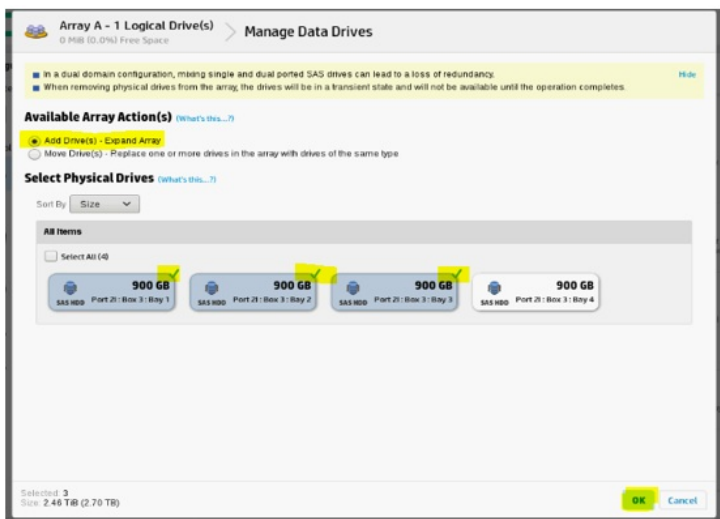 Array A - 1 Logical Drive(s)
0 MiB (0.0%) Free Space
Manage Data Drives
In a dual domain configuration, mixing single and dual ported SAS drives can lead to a loss of redundancy.
Hide
When removing physical drives from the array, the drives will be in a transient state and will not be available until the operation completes.
Available Array Action(s) (What's this...?)
Add Drive(s) - Expand Array
Move Drive(s) - Replace one or more drives in the array with drives of the same type
Select Physical Drives (What's this...?)
Sort By Size
All Items
Select All (4)
900 GB 900 GB 900 GB 900 GB
SAS HDD Port 2I : Box 3 : Bay 1 SAS HDD Port 2I : Box 3 : Bay 2 SAS HDD Port 2I : Box 3 : Bay 3 SAS HDD Port 2I : Box 3 : Bay 4
Selected: 3
Size: 2.46 TiB (2.70 TB)
OK Cancel